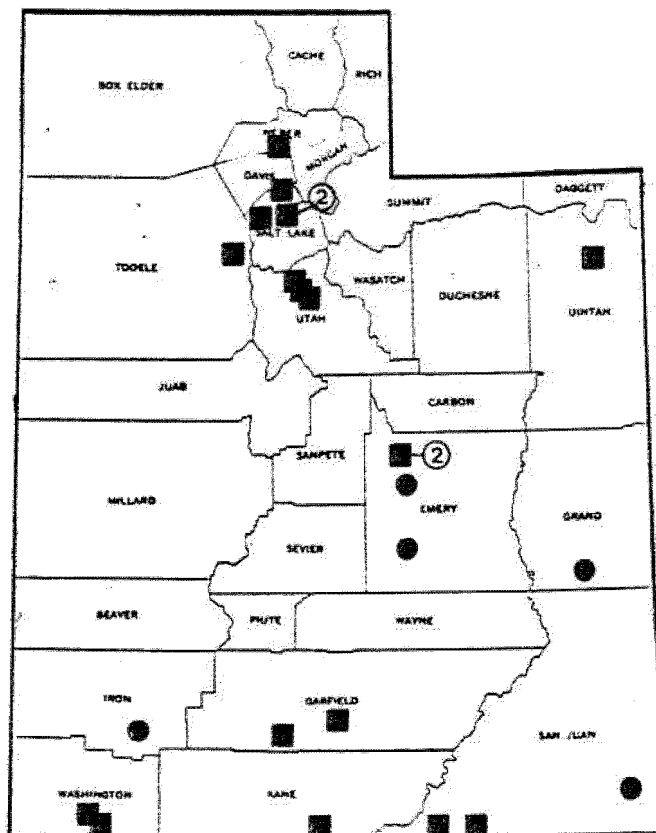 CACHE
RICH
BOX ELDER
WEBER
MORGAN
DAVIS
2
SUMMIT
DAGGETT
SALT LAKE
TOOELE
WASATCH
DUCHESNE
UINTAH
UTAH
JUAB
CARBON
SANPETE
2
MILLARD
EMERY
GRAND
SEVIER
BEAVER
PIUTE
WAYNE
IRON
GARFIELD
SAN JUAN
WASHINGTON
KANE